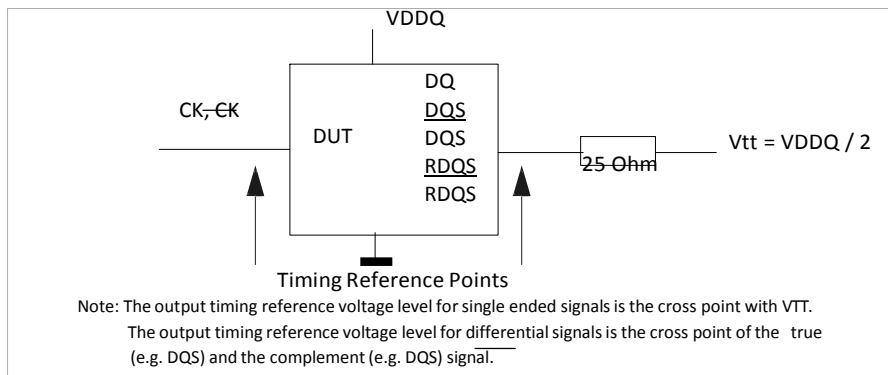 VDDQ
CK, CK
DUT
DQ
DQS
DQS
RDQS
RDQS
25 Ohm
Vtt = VDDQ / 2
Timing Reference Points
Note: The output timing reference voltage level for single ended signals is the cross point with VTT.
The output timing reference voltage level for differential signals is the cross point of the true
(e.g. DQS) and the complement (e.g. DQS) signal.